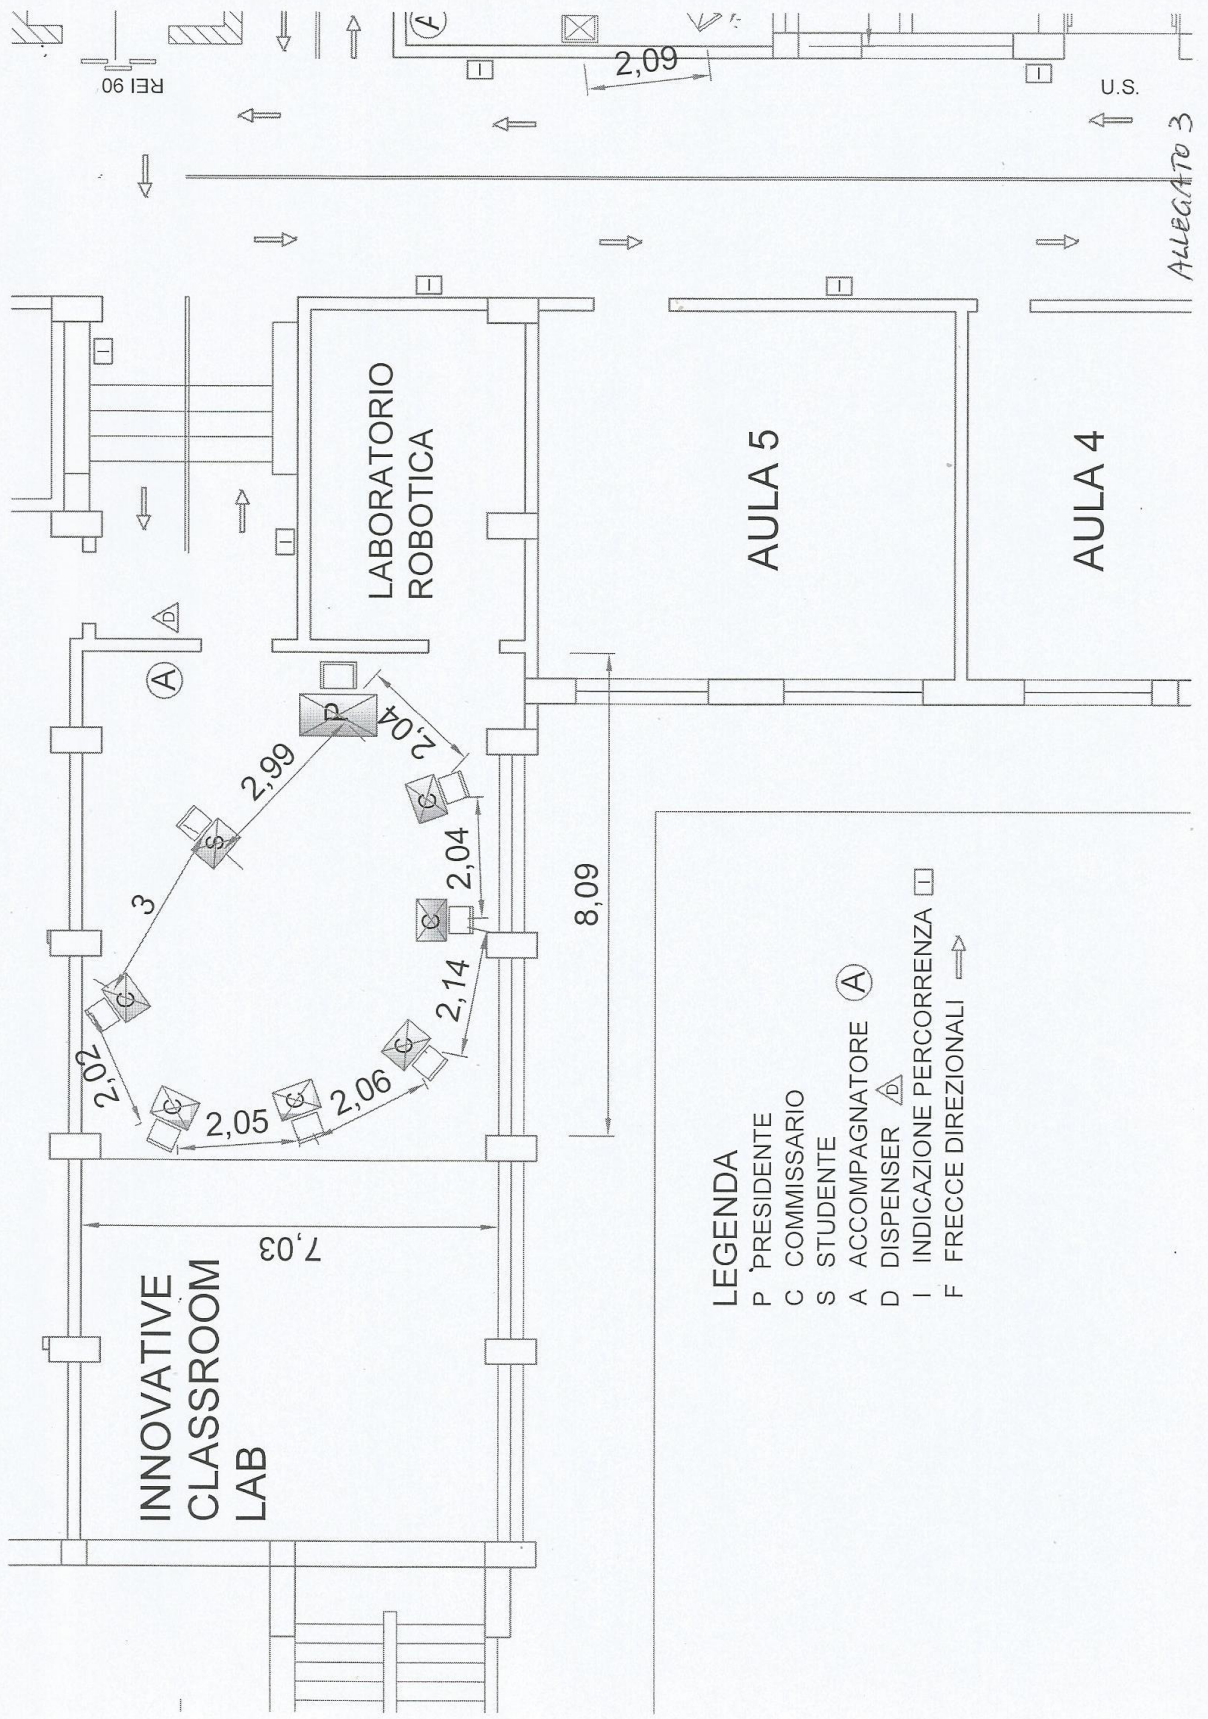 REI 90
A
2,09
I
I
U.S.
ALLEGATO 3
I
I
I
I
LABORATORIO
ROBOTICA
AULA 5
AULA 4
D
A
P
2,99
2,04
S
C
3
2,04
C
8,09
C
2,14
C
2,02
C
2,05
C
2,06
7,03
INNOVATIVE
CLASSROOM
LAB
LEGENDA
P PRESIDENTE
C COMMISSARIO
S STUDENTE
A ACCOMPAGNATORE A
D DISPENSER D
I INDICAZIONE PERCORRENZA I
F FRECCE DIREZIONALI